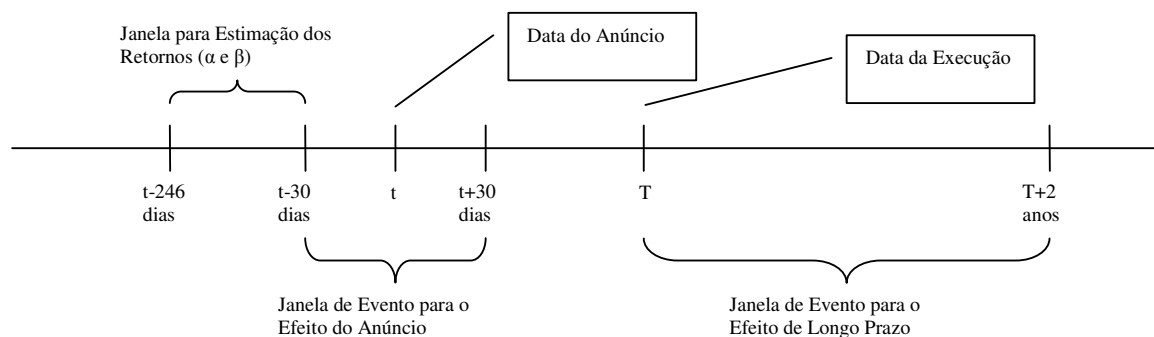 Janela para Estimação dos
Retornos (α e β)
Data do Anúncio
Data da Execução
t-246
dias
t-30
dias
t
t+30
dias
T
T+2
anos
Janela de Evento para o
Efeito do Anúncio
Janela de Evento para o
Efeito de Longo Prazo